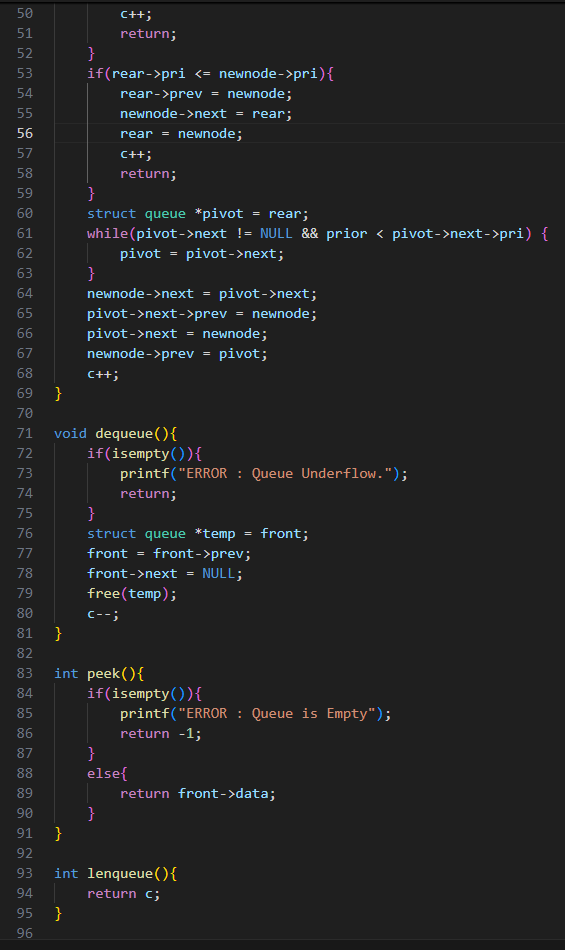 50 c++;
51 return;
52 }
53 if(rear->pri <= newnode->pri){
54 rear->prev = newnode;
55 newnode->next = rear;
56 rear = newnode;
57 c++;
58 return;
59 }
60 struct queue *pivot = rear;
61 while(pivot->next != NULL && prior < pivot->next->pri) {
62 pivot = pivot->next;
63 }
64 newnode->next = pivot->next;
65 pivot->next->prev = newnode;
66 pivot->next = newnode;
67 newnode->prev = pivot;
68 c++;
69 }
70
71 void dequeue(){
72 if(isempty()){
73 printf("ERROR : Queue Underflow.");
74 return;
75 }
76 struct queue *temp = front;
77 front = front->prev;
78 front->next = NULL;
79 free(temp);
80 c--;
81 }
82
83 int peek(){
84 if(isempty()){
85 printf("ERROR : Queue is Empty");
86 return -1;
87 }
88 else{
89 return front->data;
90 }
91 }
92
93 int lenqueue(){
94 return c;
95 }
96